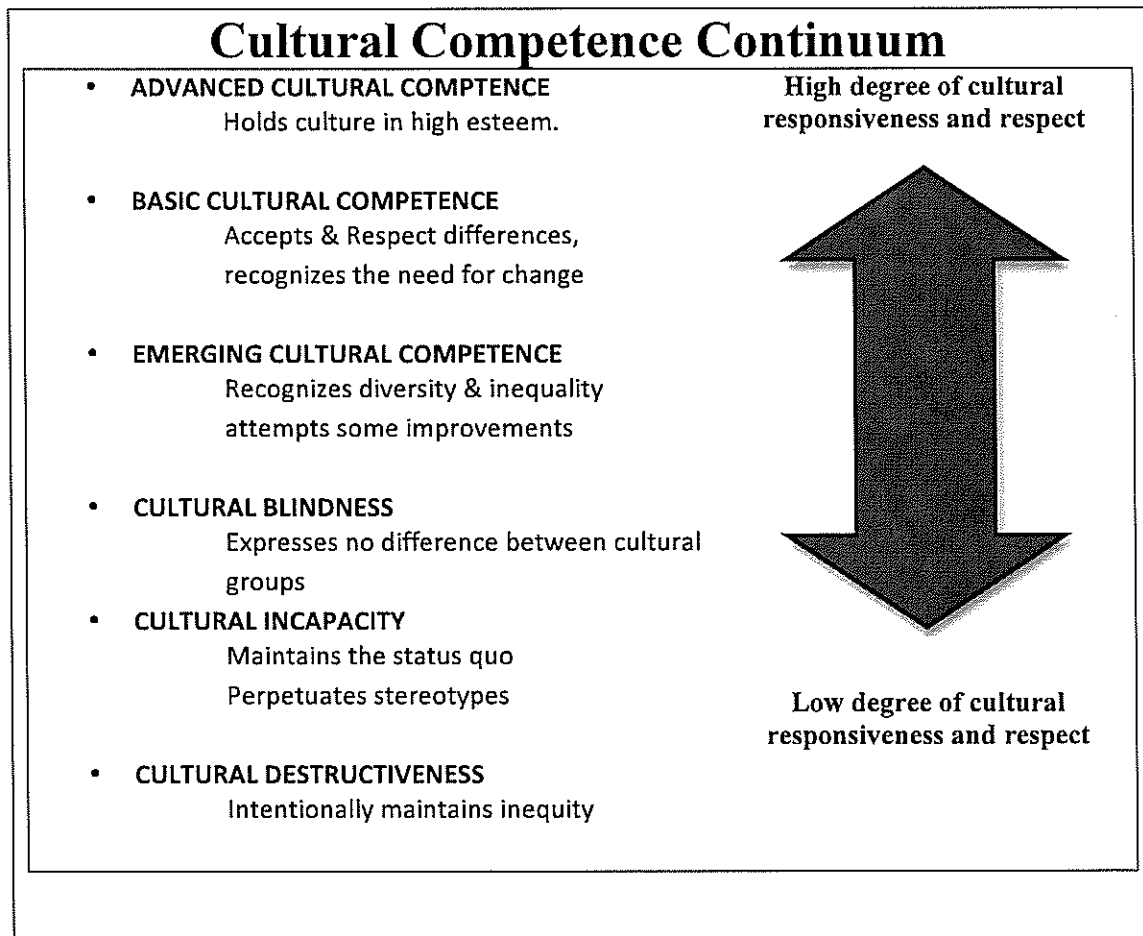 Cultural Competence Continuum
• ADVANCED CULTURAL COMPTENCE
Holds culture in high esteem.
• BASIC CULTURAL COMPETENCE
Accepts & Respect differences,
recognizes the need for change
• EMERGING CULTURAL COMPETENCE
Recognizes diversity & inequality
attempts some improvements
• CULTURAL BLINDNESS
Expresses no difference between cultural
groups
• CULTURAL INCAPACITY
Maintains the status quo
Perpetuates stereotypes
• CULTURAL DESTRUCTIVENESS
Intentionally maintains inequity
High degree of cultural
responsiveness and respect
Low degree of cultural
responsiveness and respect